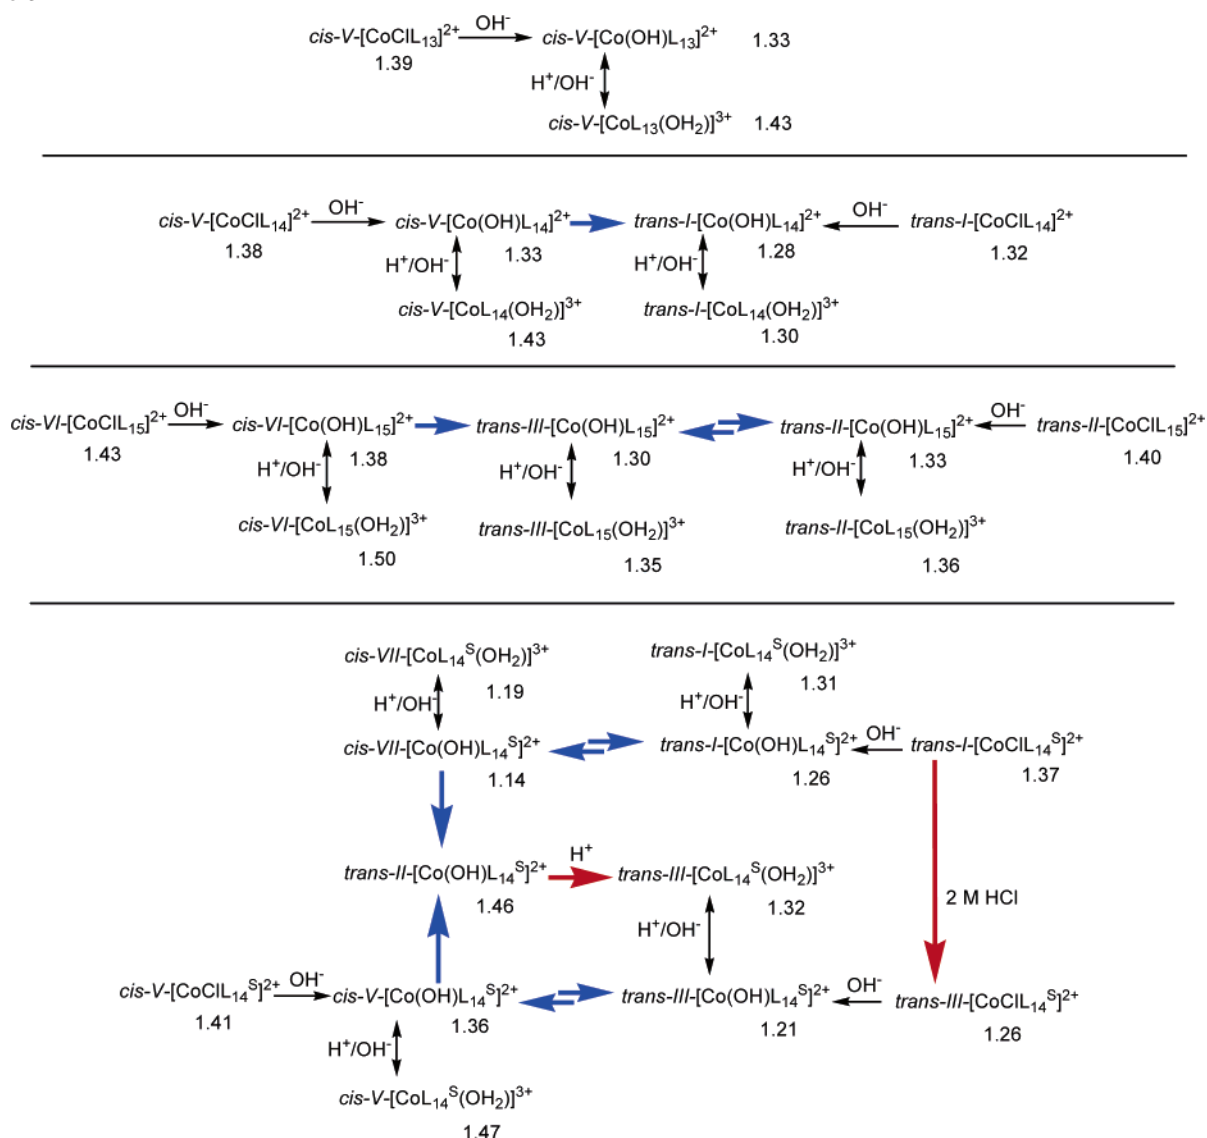 cis-V-[CoClL₁₃]²⁺ OH⁻ cis-V-[Co(OH)L₁₃]²⁺ 1.33
1.39
H⁺/OH⁻
cis-V-[CoL₁₃(OH₂)]³⁺ 1.43
cis-V-[CoClL₁₄]²⁺ OH⁻ cis-V-[Co(OH)L₁₄]²⁺ trans-I-[Co(OH)L₁₄]²⁺ OH⁻ trans-I-[CoClL₁₄]²⁺
1.38 1.33 1.28 1.32
H⁺/OH⁻ H⁺/OH⁻
cis-V-[CoL₁₄(OH₂)]³⁺ trans-I-[CoL₁₄(OH₂)]³⁺
1.43 1.30
cis-VI-[CoClL₁₅]²⁺ OH⁻ cis-VI-[Co(OH)L₁₅]²⁺ trans-III-[Co(OH)L₁₅]²⁺ trans-II-[Co(OH)L₁₅]²⁺ OH⁻ trans-II-[CoClL₁₅]²⁺
1.43 1.38 1.30 1.33 1.40
H⁺/OH⁻ H⁺/OH⁻ H⁺/OH⁻
cis-VI-[CoL₁₅(OH₂)]³⁺ trans-III-[CoL₁₅(OH₂)]³⁺ trans-II-[CoL₁₅(OH₂)]³⁺
1.50 1.35 1.36
cis-VII-[CoL₁₄ˢ(OH₂)]³⁺ trans-I-[CoL₁₄ˢ(OH₂)]³⁺
1.19 1.31
H⁺/OH⁻ H⁺/OH⁻
cis-VII-[Co(OH)L₁₄ˢ]²⁺ trans-I-[Co(OH)L₁₄ˢ]²⁺ OH⁻ trans-I-[CoClL₁₄ˢ]²⁺
1.14 1.26 1.37
trans-II-[Co(OH)L₁₄ˢ]²⁺ H⁺ trans-III-[CoL₁₄ˢ(OH₂)]³⁺
1.46 1.32
2 M HCl
H⁺/OH⁻
cis-V-[CoClL₁₄ˢ]²⁺ OH⁻ cis-V-[Co(OH)L₁₄ˢ]²⁺ trans-III-[Co(OH)L₁₄ˢ]²⁺ OH⁻ trans-III-[CoClL₁₄ˢ]²⁺
1.41 1.36 1.21 1.26
H⁺/OH⁻
cis-V-[CoL₁₄ˢ(OH₂)]³⁺
1.47